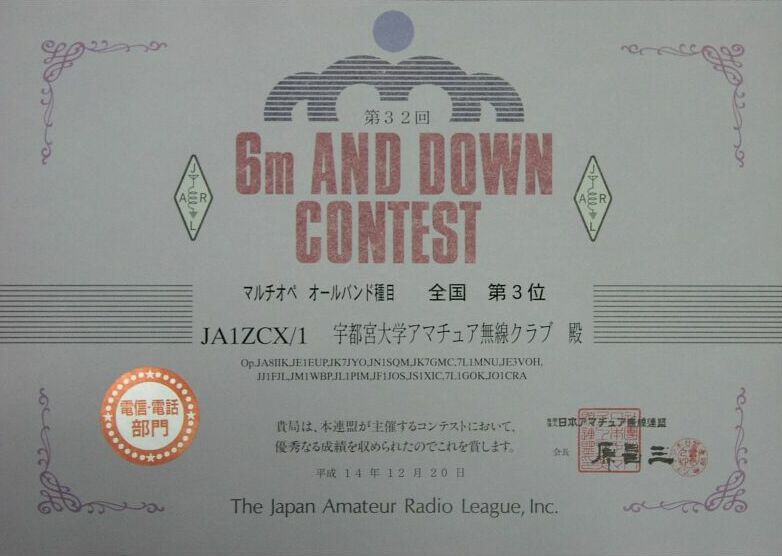 第32回
6m AND DOWN
CONTEST
JARL
JARL
マルチオペ オールバンド種目 全国 第3位
JA1ZCX/1 宇都宮大学アマチュア無線クラブ 殿
Op.JA8IIK,JE1EUP,JK7JYO,JN1SQM,JK7GMC,7L1MNU,JE3VOH,
JJ1FJL,JM1WBP,JL1PIM,JF1JOS,JS1XIC,7L1GOK,JO1CRA
電信・電話
部門
貴局は、本連盟が主催するコンテストにおいて、
優秀なる成績を収められたのでこれを賞します。
平成14年12月20日
日本アマチュア無線連盟
会長 原昌三
The Japan Amateur Radio League, Inc.